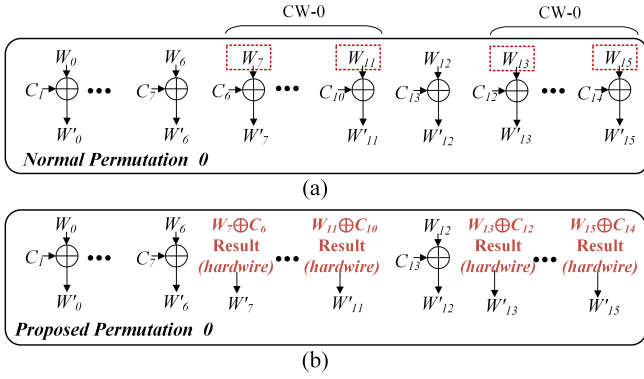 CW-0 CW-0
W0 W6 W7 W11 W12 W13 W15
C1 ••• C7 C6 ••• C10 C13 C12 ••• C14
W'0 W'6 W'7 W'11 W'12 W'13 W'15
Normal Permutation 0
(a)
W0 W6 W7⊕C6 W11⊕C10 W12 W13⊕C12 W15⊕C14
Result Result Result Result
C1 ••• C7 (hardwire) ••• (hardwire) C13 (hardwire) ••• (hardwire)
W'0 W'6 W'7 W'11 W'12 W'13 W'15
Proposed Permutation 0
(b)